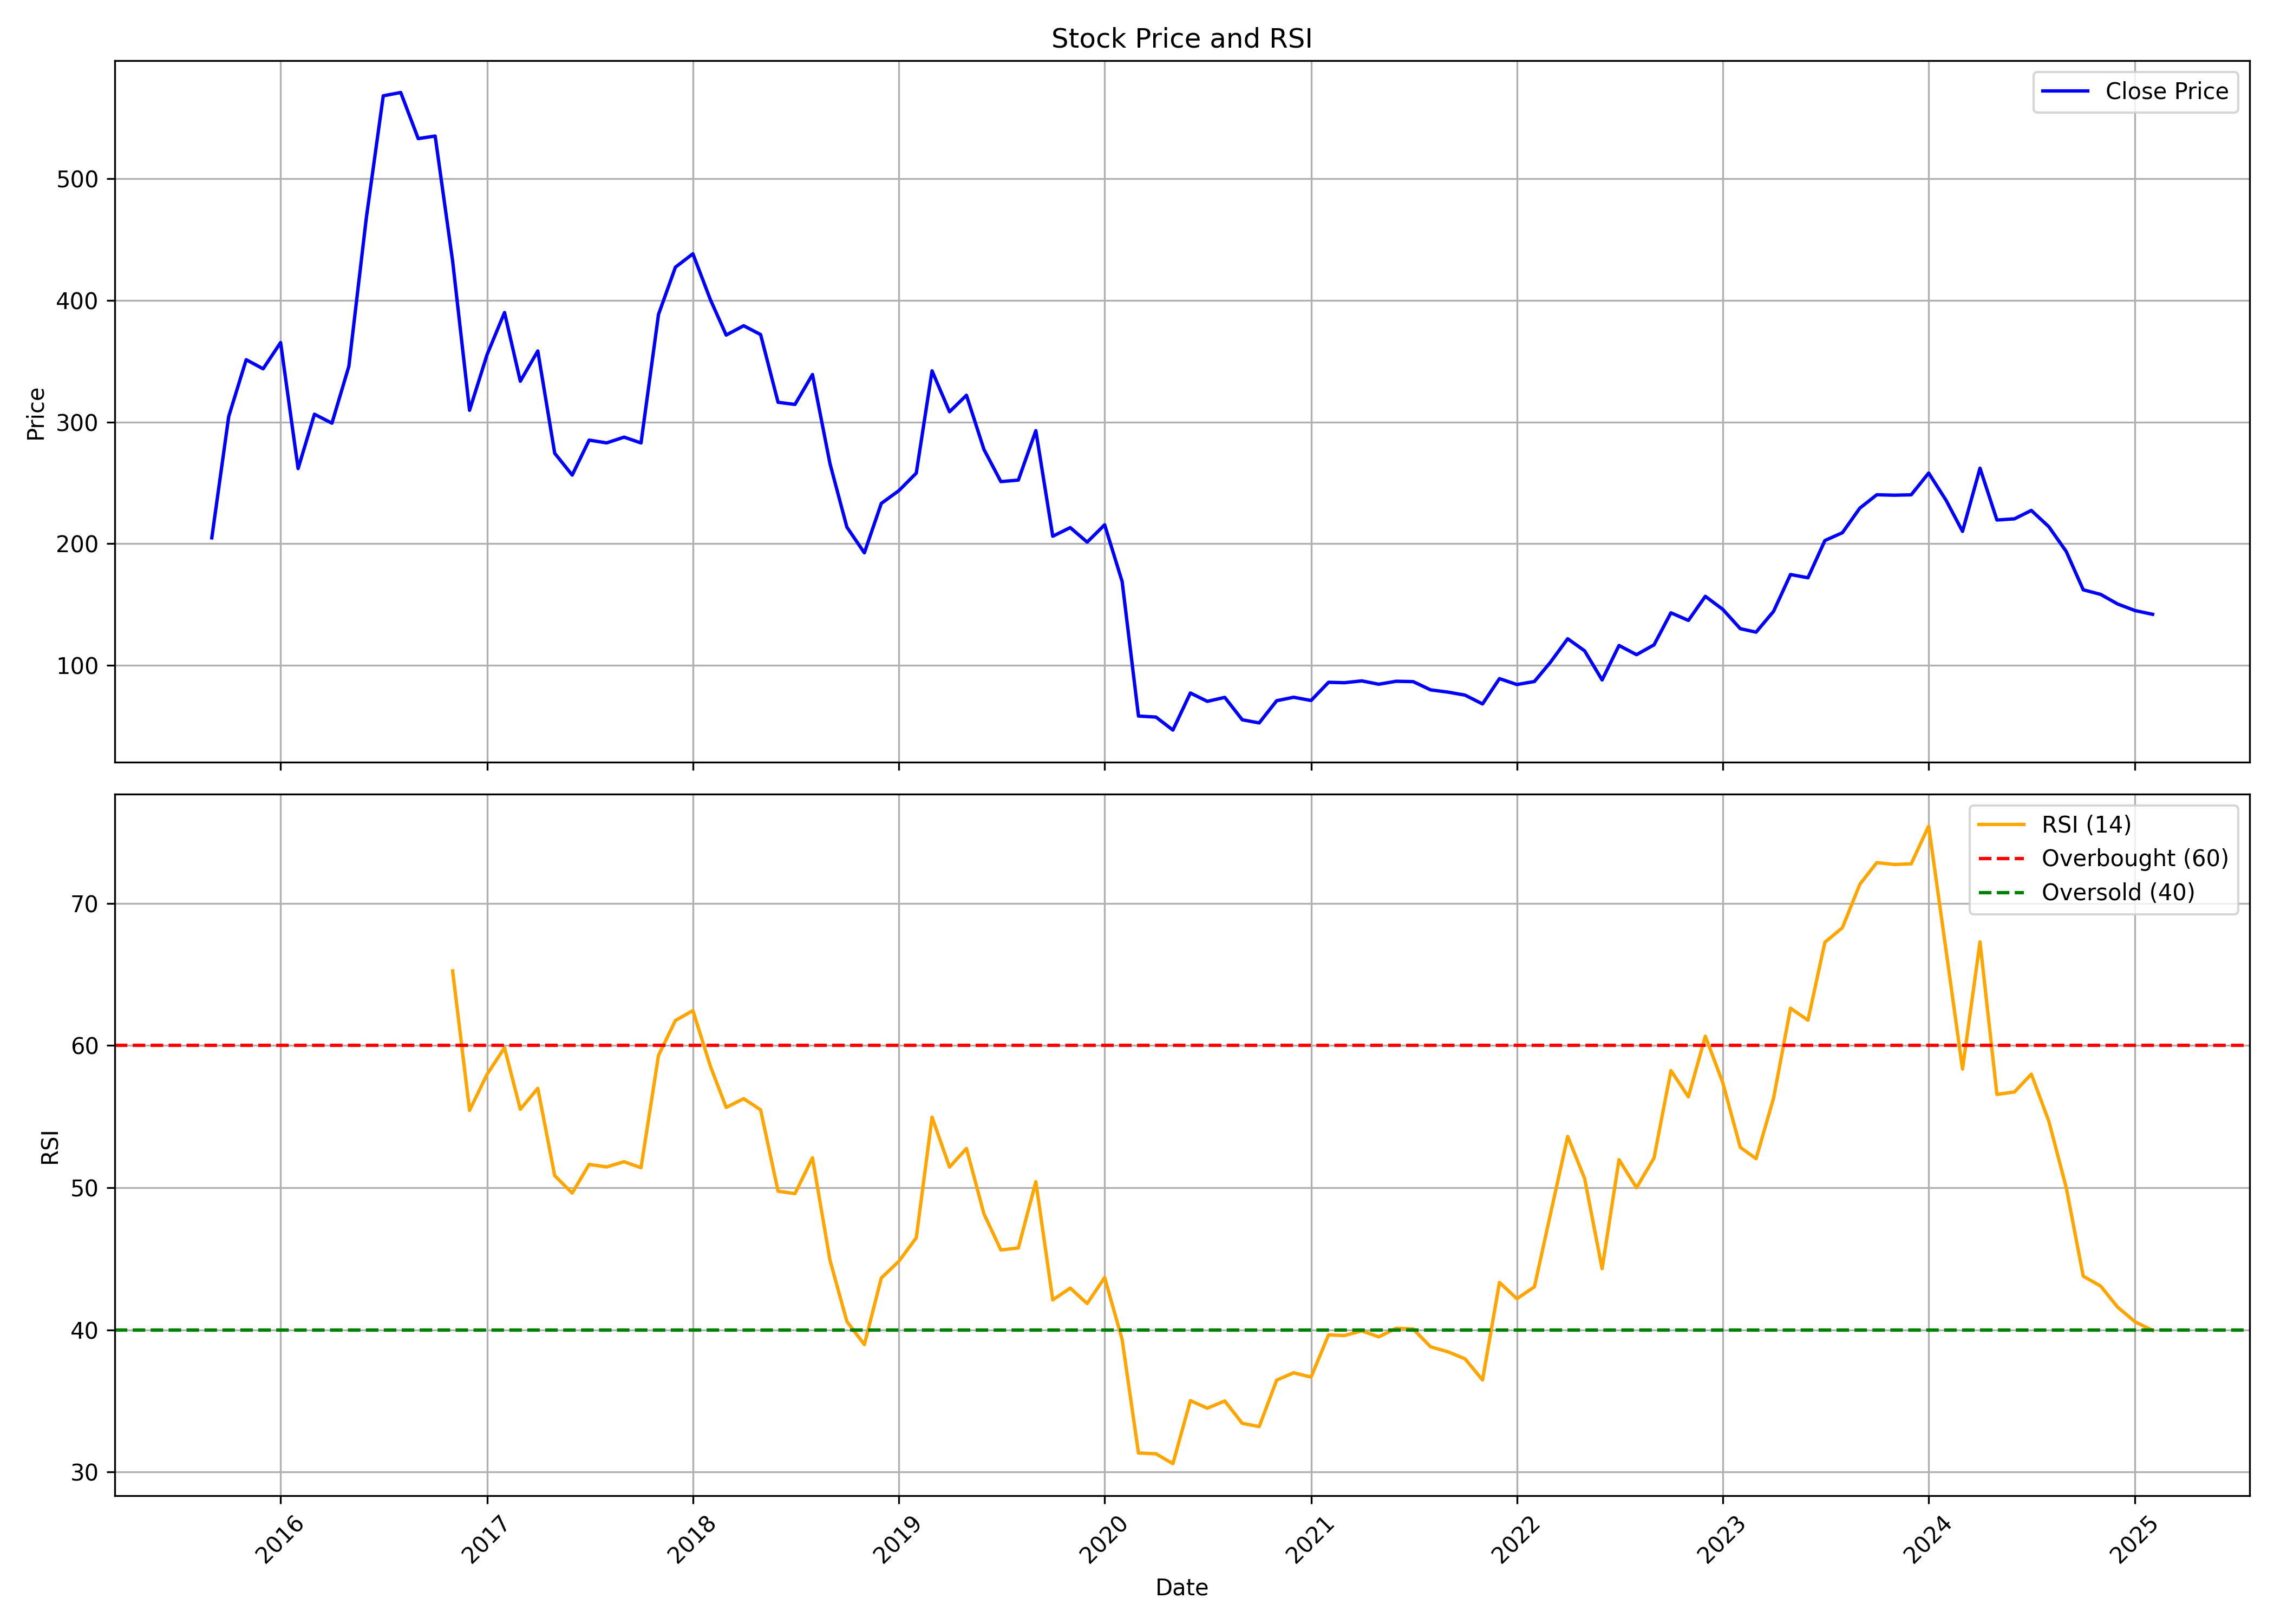 Stock Price and RSI
Close Price
Price
500
400
300
200
100
RSI (14)
Overbought (60)
Oversold (40)
RSI
70
60
50
40
30
2016
2017
2018
2019
2020
2021
2022
2023
2024
2025
Date